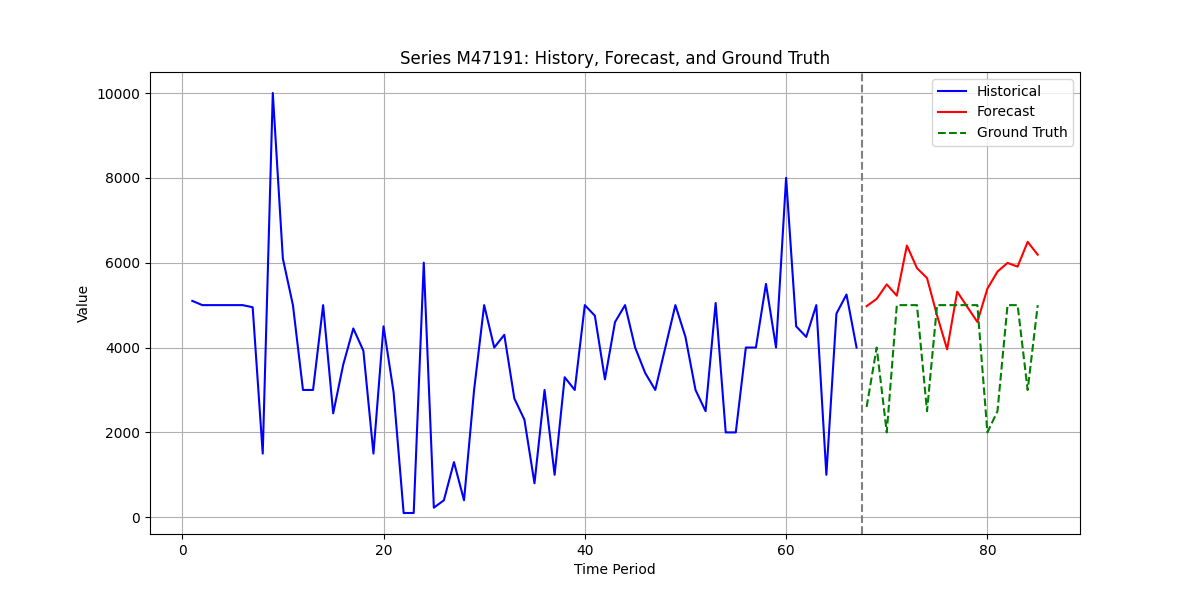 Series M47191: History, Forecast, and Ground Truth
Historical
Forecast
Ground Truth
Value
10000
8000
6000
4000
2000
0
0
20
40
60
80
Time Period